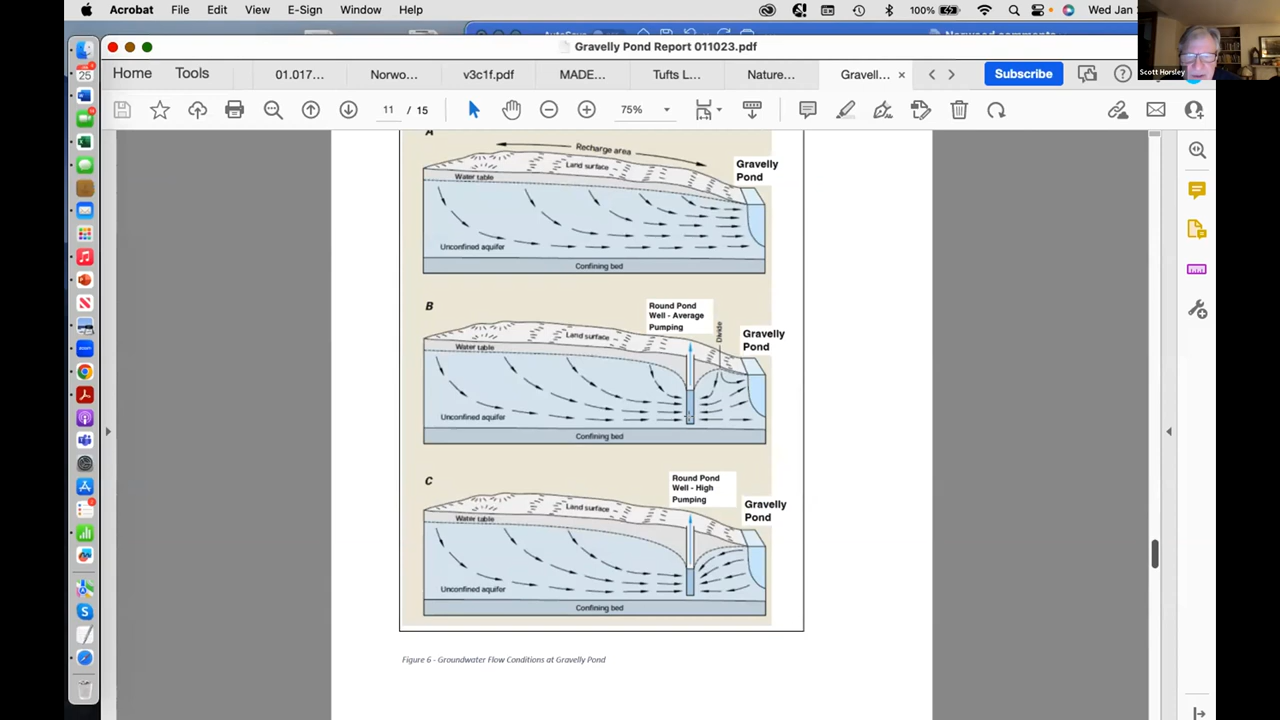 Acrobat File Edit View E-Sign Window Help 100% Wed Jan
Gravelly Pond Report 011023.pdf
Scott Horsley
Home Tools 01.017... Norwo... v3c1f.pdf MADE... Tufts L... Nature... Gravell... × Subscribe
11 / 15 75%
25
A
Recharge area
Land surface
Water table
Gravelly
Pond
Unconfined aquifer
Confining bed
B
Round Pond
Well - Average
Pumping
Divide
Gravelly
Pond
Land surface
Water table
Unconfined aquifer
Confining bed
C
Round Pond
Well - High
Pumping
Gravelly
Pond
Land surface
Water table
Unconfined aquifer
Confining bed
Figure 6 - Groundwater Flow Conditions at Gravelly Pond